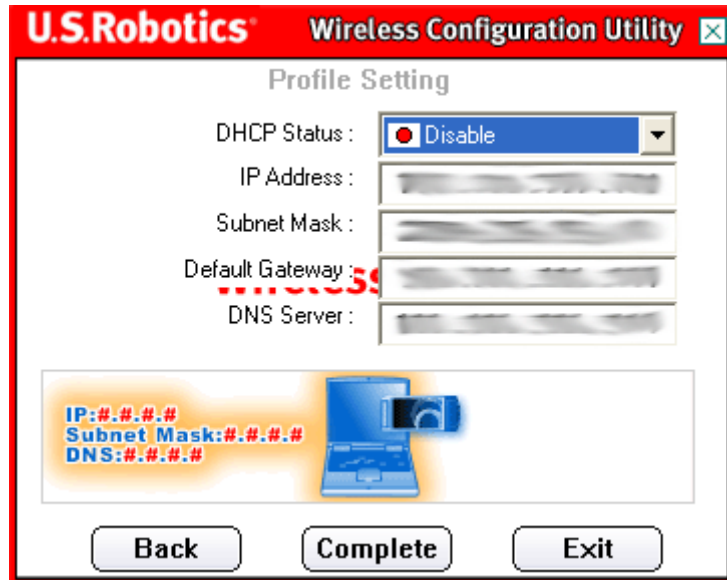 U.S.Robotics® Wireless Configuration Utility
Profile Setting
DHCP Status : Disable
IP Address :
Subnet Mask :
Default Gateway :
DNS Server :
IP:#.#.#.#
Subnet Mask:#.#.#.#
DNS:#.#.#.#
Back Complete Exit